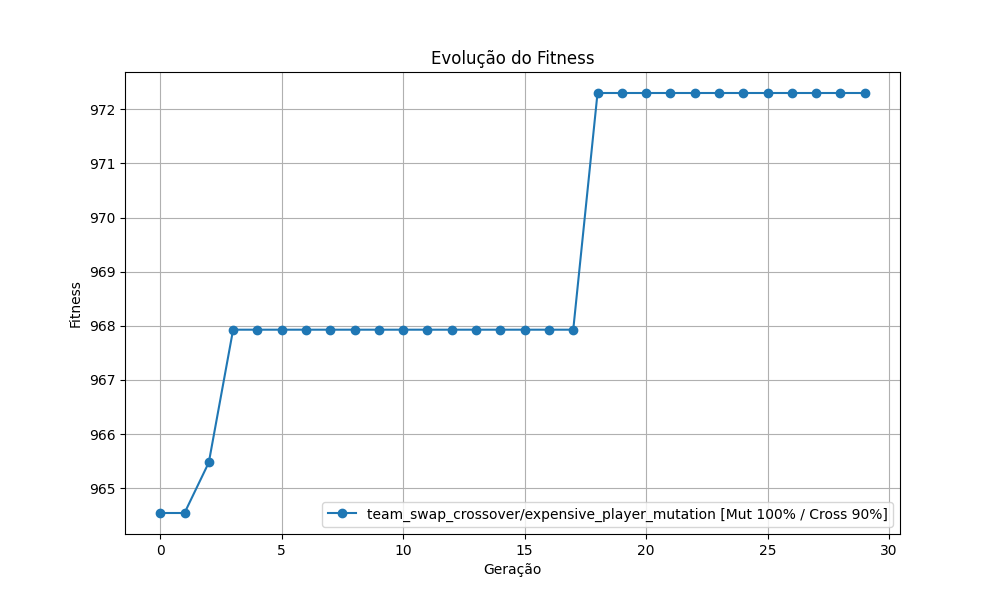 Evolução do Fitness
Fitness
972
971
970
969
968
967
966
965
team_swap_crossover/expensive_player_mutation [Mut 100% / Cross 90%]
0 5 10 15 20 25 30
Geração